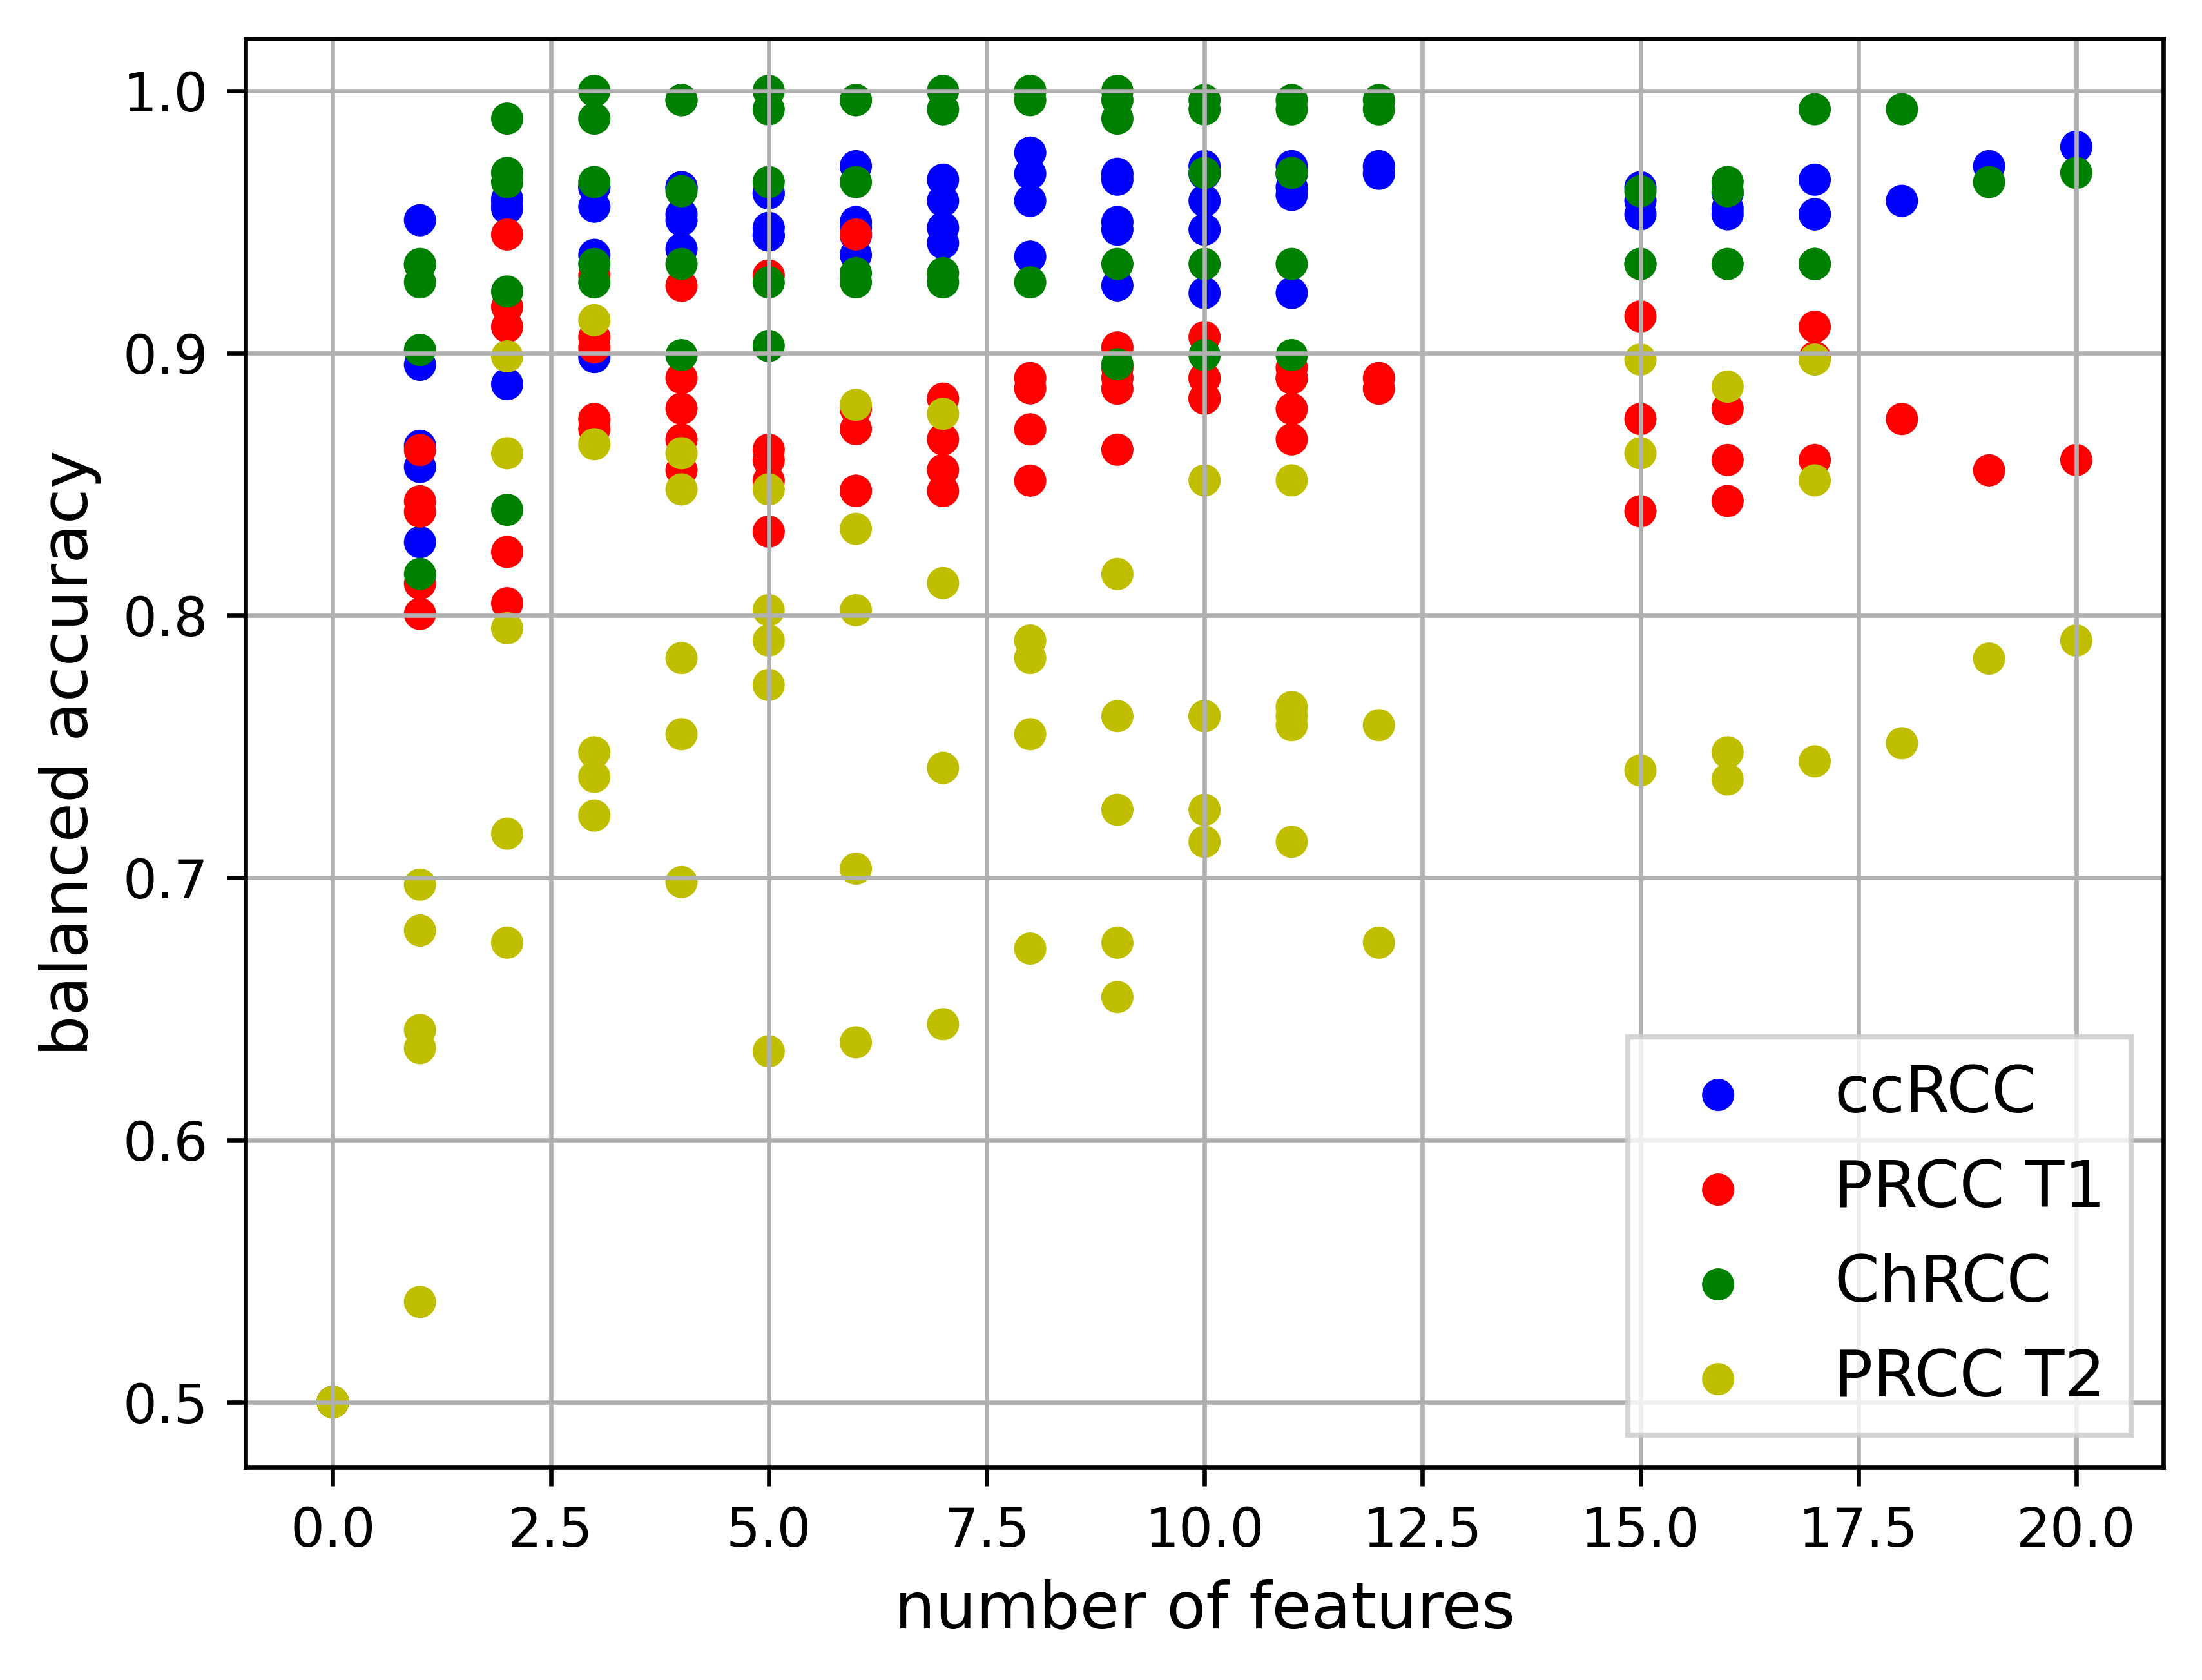 1.0
0.9
0.8
0.7
0.6
0.5
balanced accuracy
ccRCC
PRCC T1
ChRCC
PRCC T2
0.0 2.5 5.0 7.5 10.0 12.5 15.0 17.5 20.0
number of features